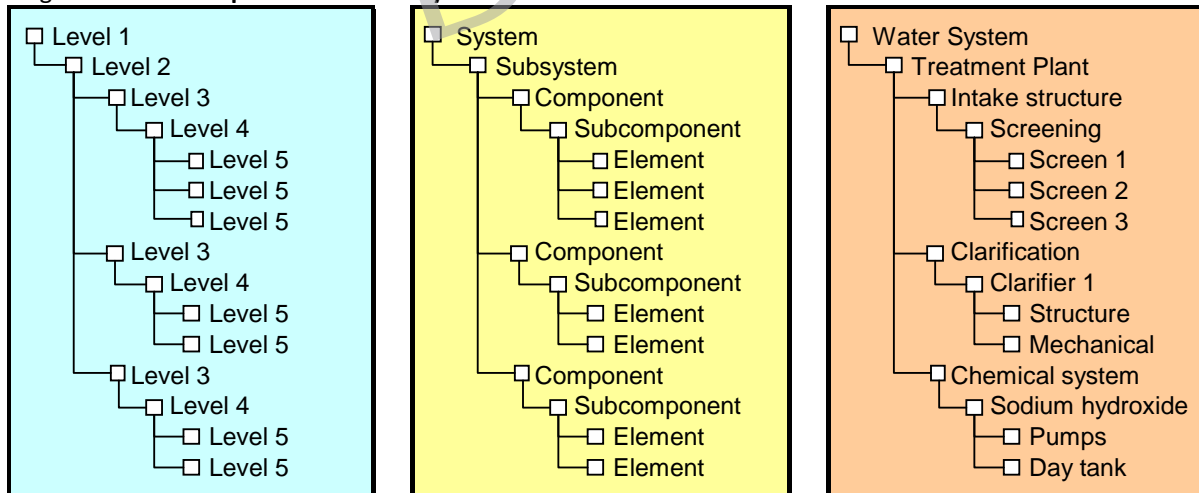 Level 1
Level 2
Level 3
Level 4
Level 5
Level 5
Level 5
Level 3
Level 4
Level 5
Level 5
Level 3
Level 4
Level 5
Level 5
System
Subsystem
Component
Subcomponent
Element
Element
Element
Component
Subcomponent
Element
Element
Component
Subcomponent
Element
Element
Water System
Treatment Plant
Intake structure
Screening
Screen 1
Screen 2
Screen 3
Clarification
Clarifier 1
Structure
Mechanical
Chemical system
Sodium hydroxide
Pumps
Day tank